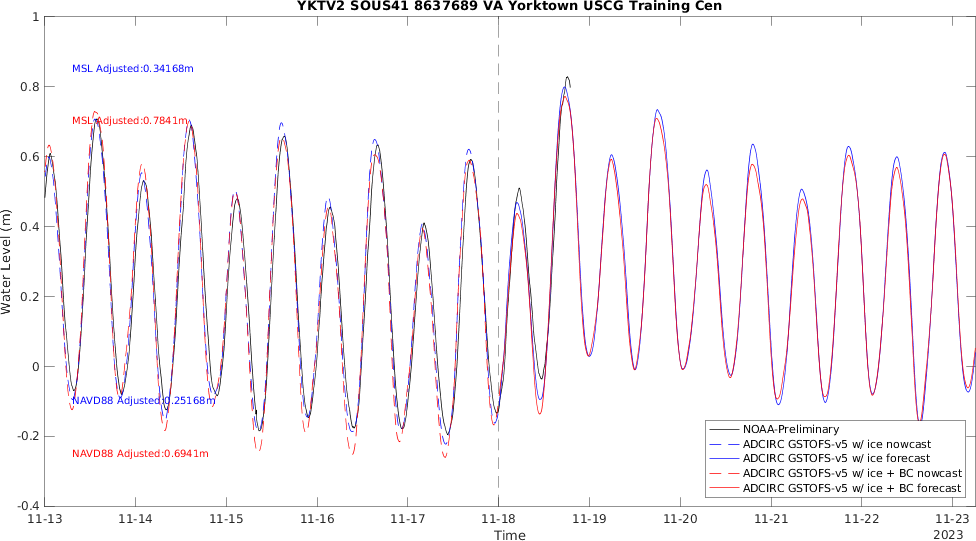 YKTV2 SOUS41 8637689 VA Yorktown USCG Training Cen
1
0.8
0.6
0.4
0.2
0
-0.2
-0.4
Water Level (m)
MSL Adjusted:0.34168m
MSL Adjusted:0.7841m
NAVD88 Adjusted:0.25168m
NAVD88 Adjusted:0.6941m
NOAA-Preliminary
ADCIRC GSTOFS-v5 w/ ice nowcast
ADCIRC GSTOFS-v5 w/ ice forecast
ADCIRC GSTOFS-v5 w/ ice + BC nowcast
ADCIRC GSTOFS-v5 w/ ice + BC forecast
11-13 11-14 11-15 11-16 11-17 11-18 11-19 11-20 11-21 11-22 11-23
Time 2023